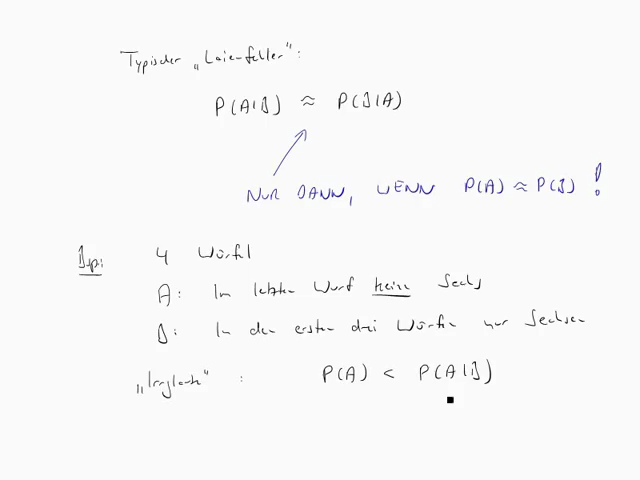 Typischer „Laienfehler":
P(A|B) ≈ P(B|A)
NUR DANN, WENN P(A) ≈ P(B) !
Bsp: 4 Würfel
A: Im letzten Wurf keine Sechs
B: In den ersten drei Würfen nur Sechsen
„Irrglaube" : P(A) < P(A|B)